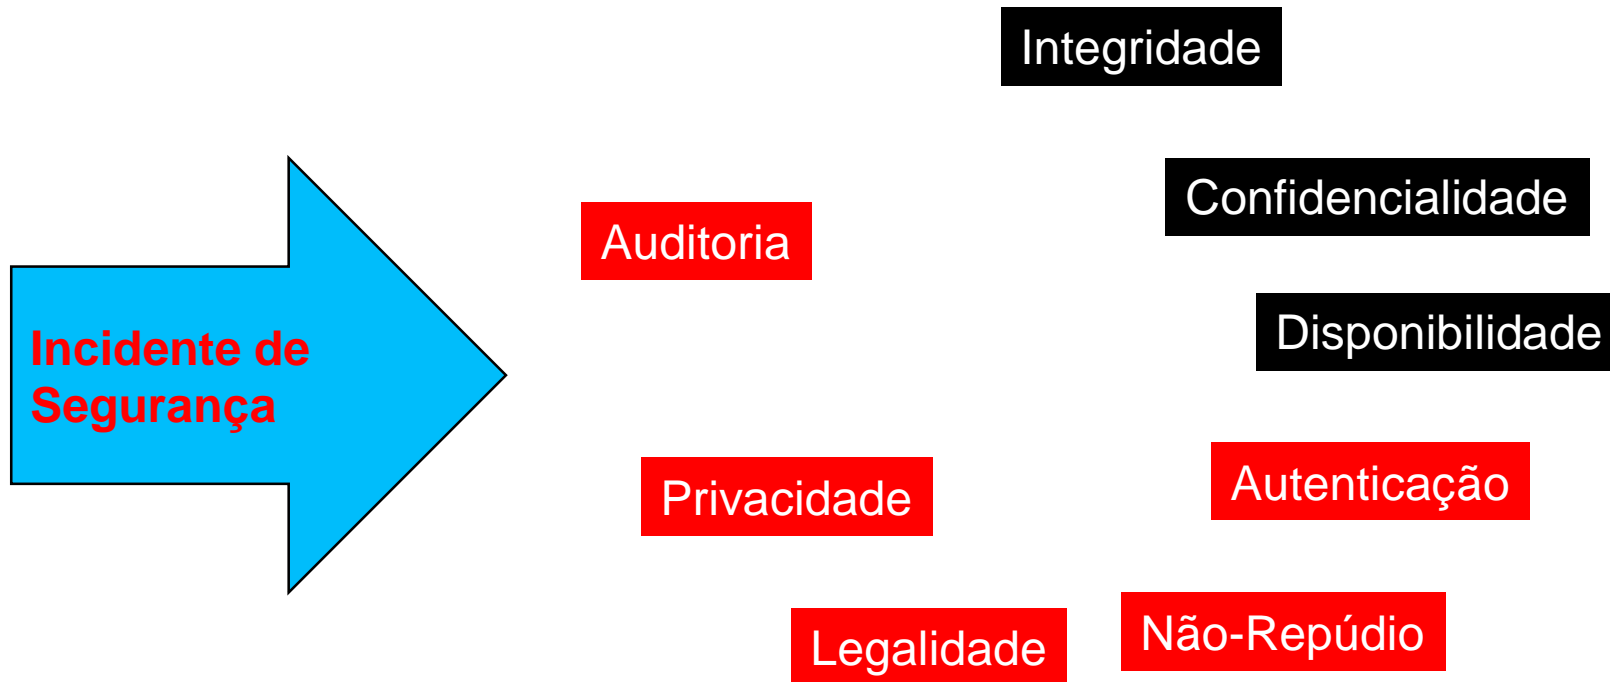 Integridade
Confidencialidade
Auditoria
Disponibilidade
Incidente de
Segurança
Autenticação
Privacidade
Não-Repúdio
Legalidade